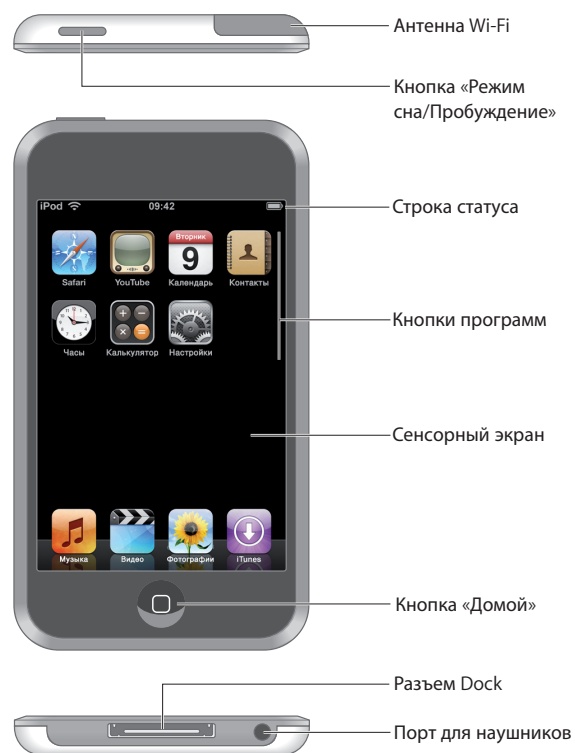 Антенна Wi-Fi
Кнопка «Режим
сна/Пробуждение»
iPod 09:42
Строка статуса
Вторник
9
Safari YouTube Календарь Контакты
Кнопки программ
Часы Калькулятор Настройки
Сенсорный экран
Музыка Видео Фотографии iTunes
Кнопка «Домой»
Разъем Dock
Порт для наушников